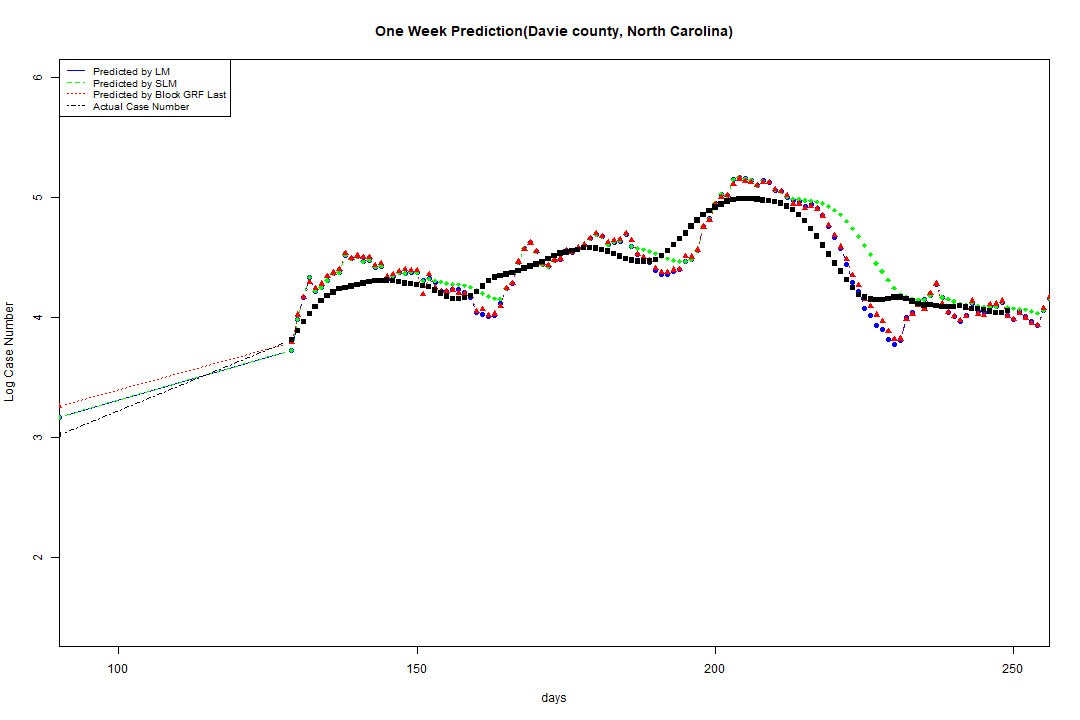 One Week Prediction(Davie county, North Carolina)
Predicted by LM
Predicted by SLM
Predicted by Block GRF Last
Actual Case Number
6
5
4
3
2
Log Case Number
100 150 200 250
days